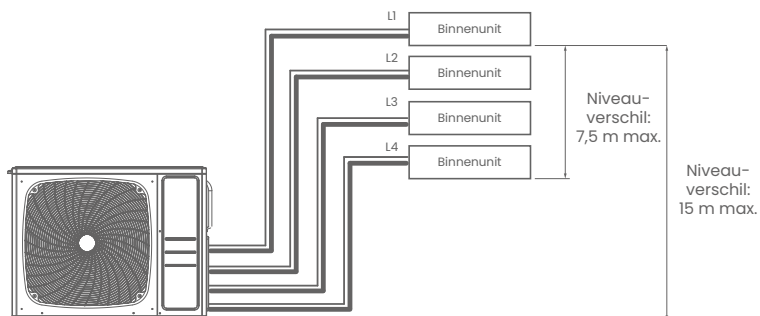 L1
Binnenunit
L2
Binnenunit
L3
Binnenunit
L4
Binnenunit
Niveau-
verschil:
7,5 m max.
Niveau-
verschil:
15 m max.